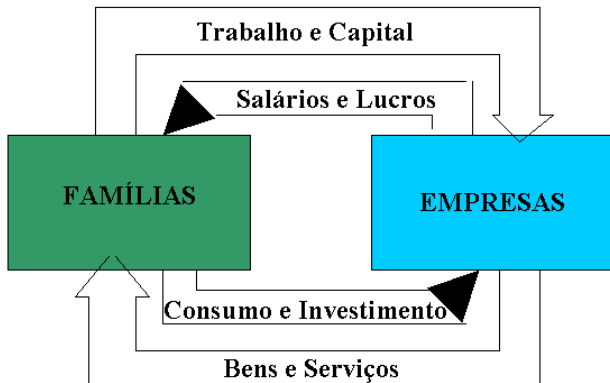 Trabalho e Capital
Salários e Lucros
FAMÍLIAS
EMPRESAS
Consumo e Investimento
Bens e Serviços